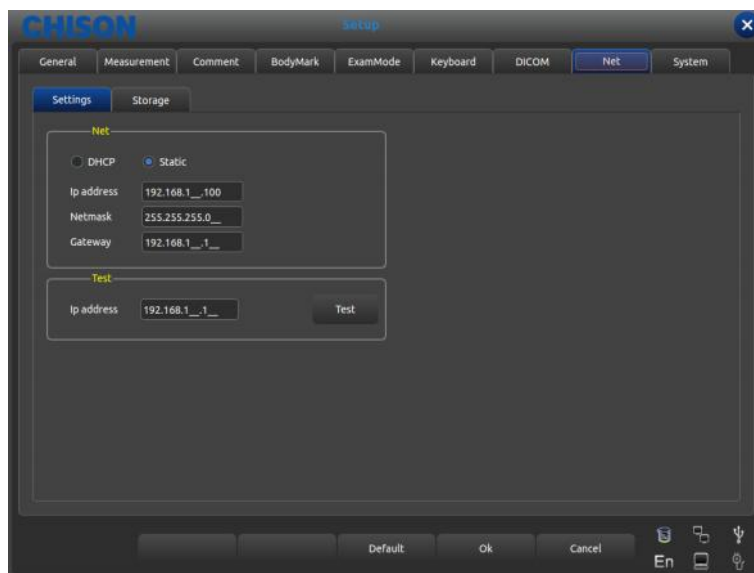 CHISON
Setup
General Measurement Comment BodyMark ExamMode Keyboard DICOM Net System
Settings Storage
Net
DHCP Static
Ip address 192.168.1__.100
Netmask 255.255.255.0__
Gateway 192.168.1__.1__
Test
Ip address 192.168.1__.1__ Test
Default Ok Cancel
En